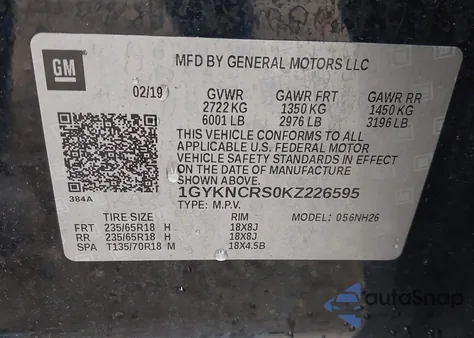 GM
MFD BY GENERAL MOTORS LLC
02/19 GVWR GAWR FRT GAWR RR
2722 KG 1350 KG 1450 KG
6001 LB 2976 LB 3196 LB
THIS VEHICLE CONFORMS TO ALL
APPLICABLE U.S. FEDERAL MOTOR
VEHICLE SAFETY STANDARDS IN EFFECT
ON THE DATE OF MANUFACTURE
SHOWN ABOVE.
384A
1GYKNCRS0KZ226595
TYPE: M.P.V. MODEL: 056NH26
TIRE SIZE RIM
FRT 235/65R18 H 18X8J
RR 235/65R18 H 18X8J
SPA T135/70R18 M 18X4.5B
autoSnap